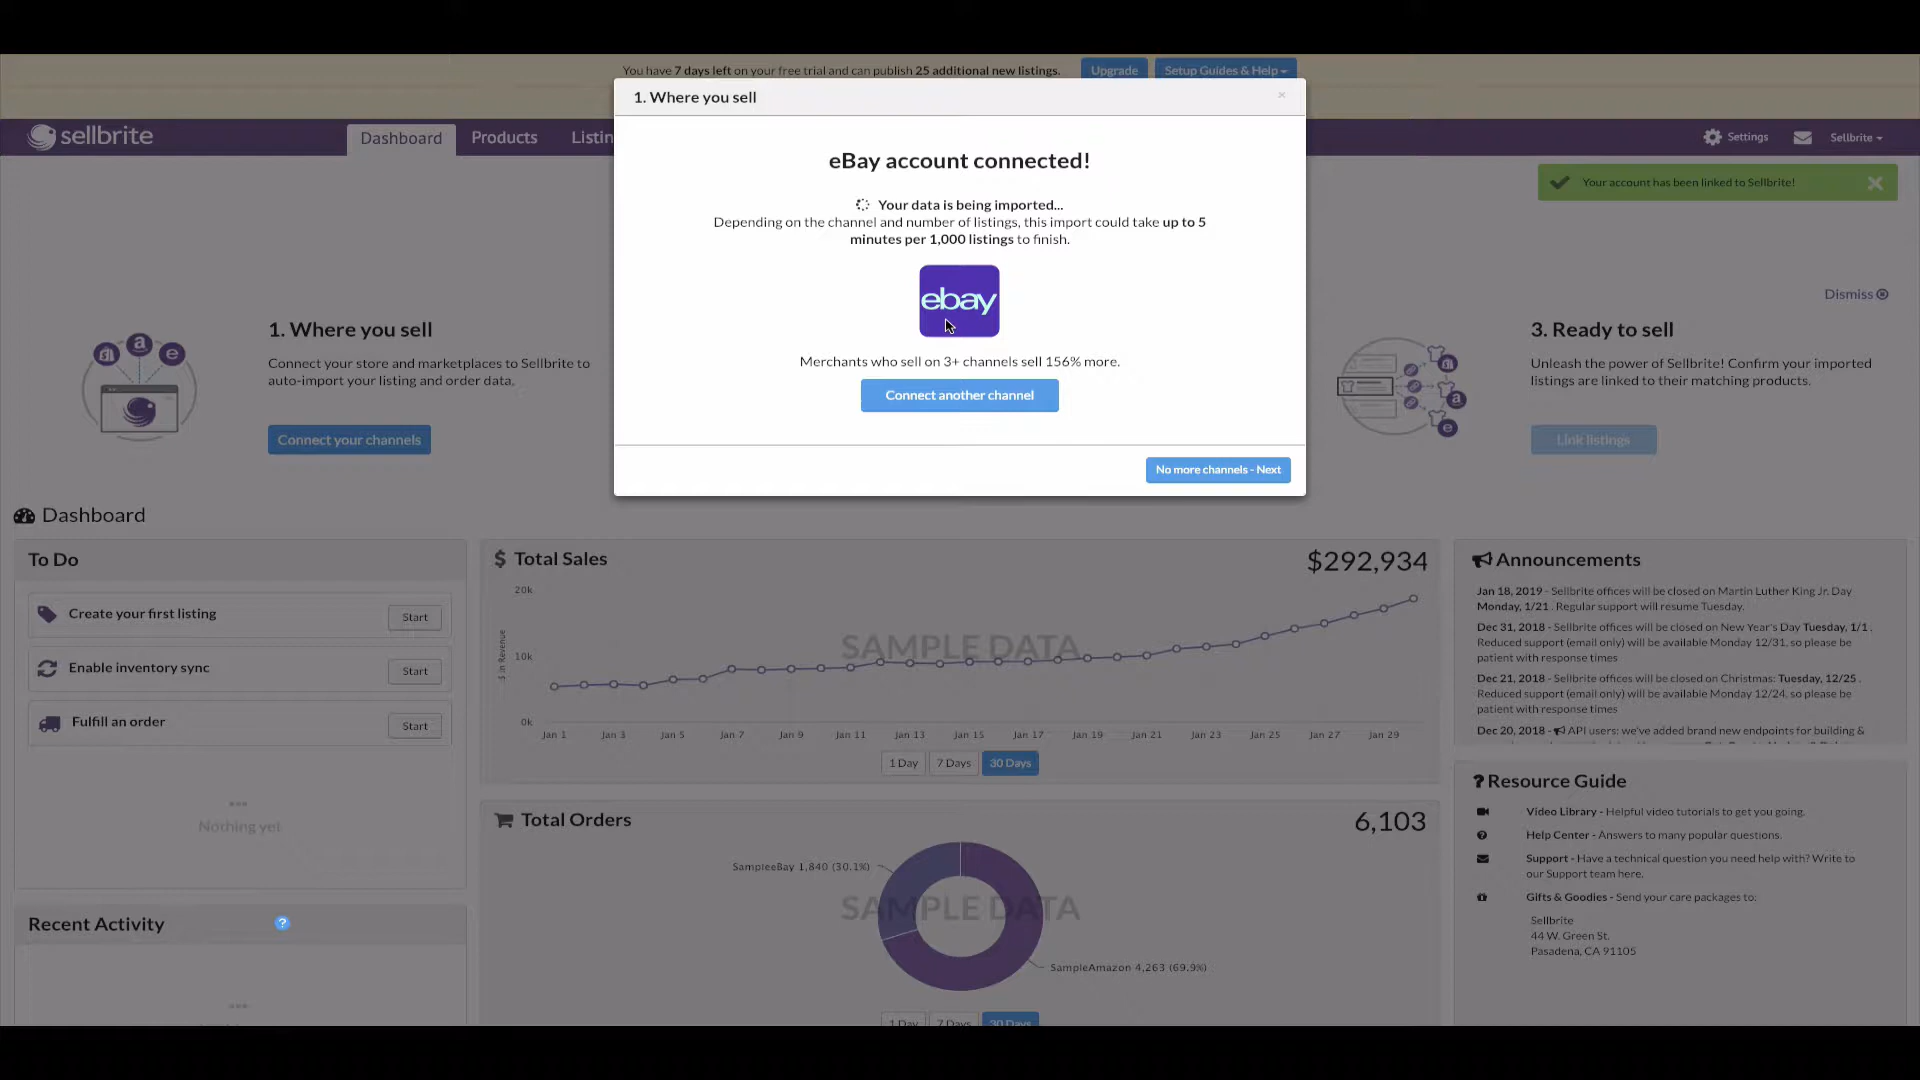 You have 7 days left on your free trial and can publish 25 additional new listings.
Upgrade
Setup Guides & Help
1. Where you sell
×
sellbrite
Dashboard
Products
Listin
Settings
Sellbrite
eBay account connected!
Your account has been linked to Sellbrite!
Your data is being imported...
Depending on the channel and number of listings, this import could take up to 5
minutes per 1,000 listings to finish.
ebay
Merchants who sell on 3+ channels sell 156% more.
Connect another channel
No more channels - Next
Dismiss
1. Where you sell
Connect your store and marketplaces to Sellbrite to
auto-import your listing and order data.
Connect your channels
3. Ready to sell
Unleash the power of Sellbrite! Confirm your imported
listings are linked to their matching products.
Link listings
Dashboard
To Do
Create your first listing
Start
Enable inventory sync
Start
Fulfill an order
Start
Nothing yet
Recent Activity
?
$ Total Sales
$292,934
20k
10k
0k
$ in Revenue
SAMPLE DATA
Jan 1
Jan 3
Jan 5
Jan 7
Jan 9
Jan 11
Jan 13
Jan 15
Jan 17
Jan 19
Jan 21
Jan 23
Jan 25
Jan 27
Jan 29
1 Day
7 Days
30 Days
Total Orders
6,103
SampleeBay 1,840 (30.1%)
SAMPLE DATA
SampleAmazon 4,263 (69.9%)
1 Day
7 Days
30 Days
Announcements
Jan 18, 2019 - Sellbrite offices will be closed on Martin Luther King Jr. Day
Monday, 1/21 . Regular support will resume Tuesday.
Dec 31, 2018 - Sellbrite offices will be closed on New Year's Day Tuesday, 1/1 .
Reduced support (email only) will be available Monday 12/31, so please be
patient with response times
Dec 21, 2018 - Sellbrite offices will be closed on Christmas: Tuesday, 12/25 .
Reduced support (email only) will be available Monday 12/24, so please be
patient with response times
Dec 20, 2018 - API users: we've added brand new endpoints for building &
? Resource Guide
Video Library - Helpful video tutorials to get you going.
Help Center - Answers to many popular questions.
Support - Have a technical question you need help with? Write to
our Support team here.
Gifts & Goodies - Send your care packages to:
Sellbrite
44 W. Green St.
Pasadena, CA 91105